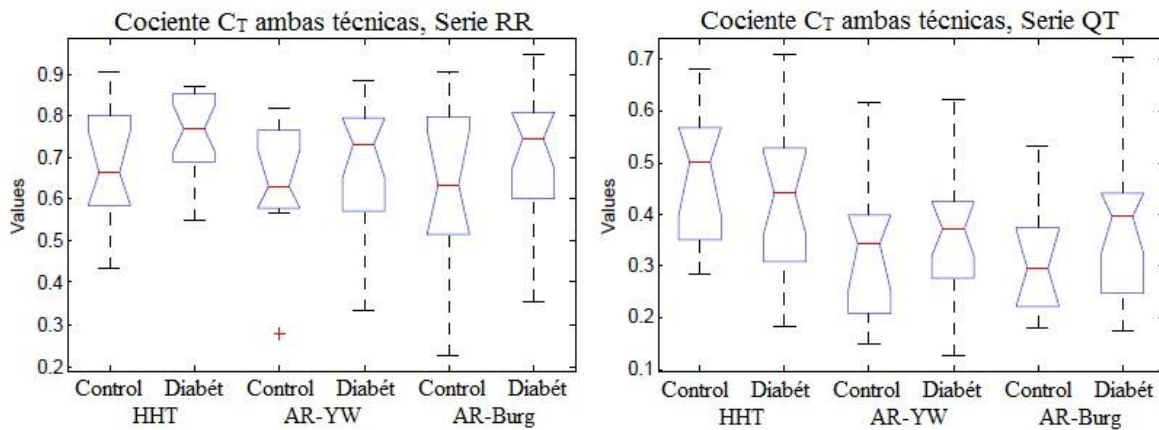 Cociente CT ambas técnicas, Serie RR
Values
0.9
0.8
0.7
0.6
0.5
0.4
0.3
0.2
Control Diabét Control Diabét Control Diabét
HHT AR-YW AR-Burg
Cociente CT ambas técnicas, Serie QT
Values
0.7
0.6
0.5
0.4
0.3
0.2
0.1
Control Diabét Control Diabét Control Diabét
HHT AR-YW AR-Burg